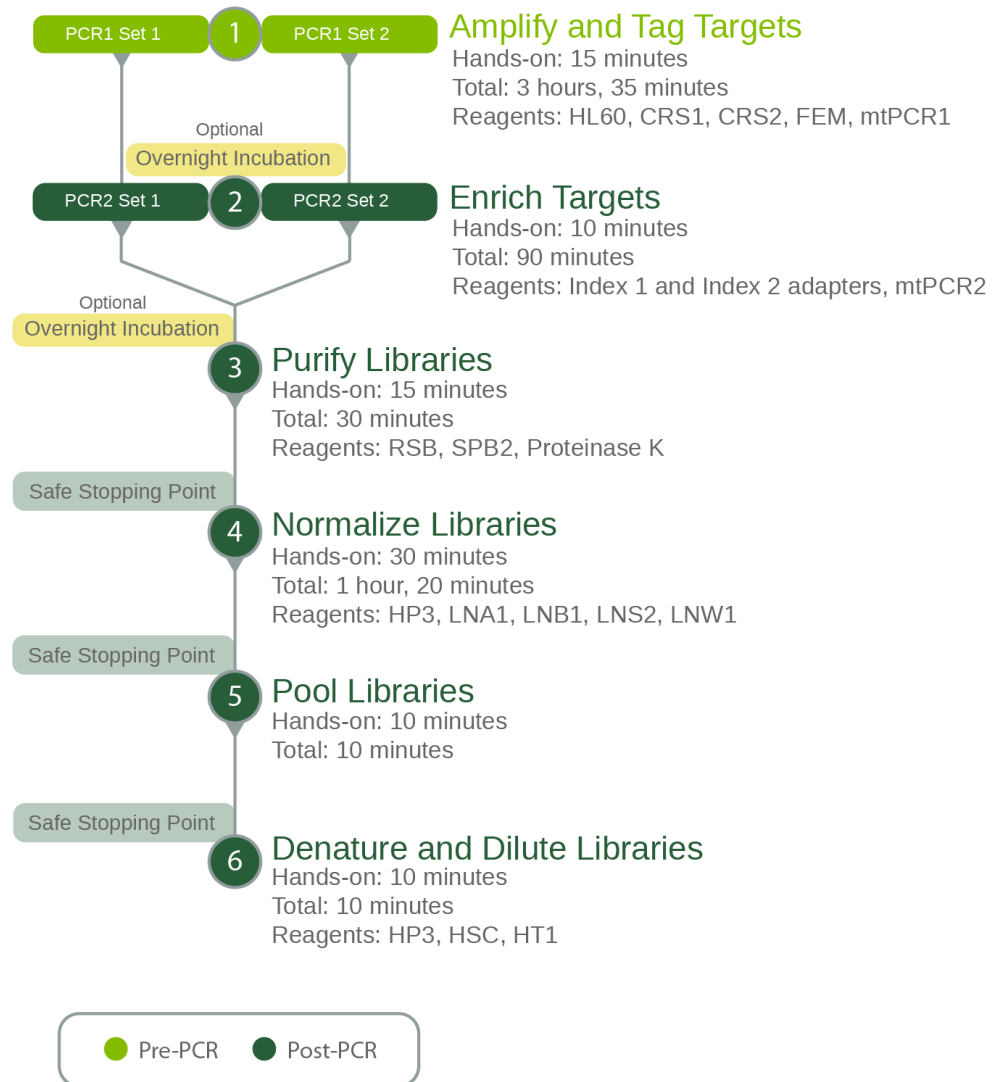 PCR1 Set 1
1
PCR1 Set 2
Amplify and Tag Targets
Hands-on: 15 minutes
Total: 3 hours, 35 minutes
Reagents: HL60, CRS1, CRS2, FEM, mtPCR1
Optional
Overnight Incubation
PCR2 Set 1
2
PCR2 Set 2
Enrich Targets
Hands-on: 10 minutes
Total: 90 minutes
Reagents: Index 1 and Index 2 adapters, mtPCR2
Optional
Overnight Incubation
3
Purify Libraries
Hands-on: 15 minutes
Total: 30 minutes
Reagents: RSB, SPB2, Proteinase K
Safe Stopping Point
4
Normalize Libraries
Hands-on: 30 minutes
Total: 1 hour, 20 minutes
Reagents: HP3, LNA1, LNB1, LNS2, LNW1
Safe Stopping Point
5
Pool Libraries
Hands-on: 10 minutes
Total: 10 minutes
Safe Stopping Point
6
Denature and Dilute Libraries
Hands-on: 10 minutes
Total: 10 minutes
Reagents: HP3, HSC, HT1
Pre-PCR
Post-PCR